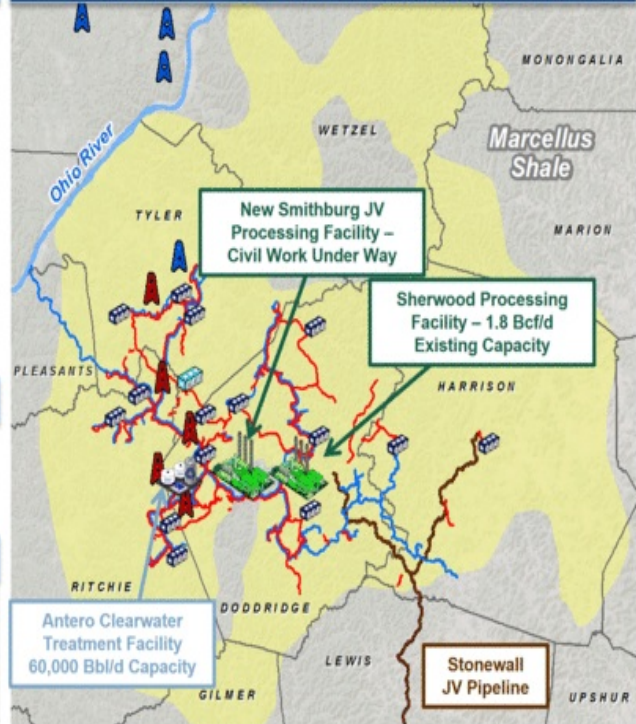 MONONGALIA
WETZEL
Marcellus
Shale
Ohio River
TYLER
MARION
New Smithburg JV
Processing Facility –
Civil Work Under Way
Sherwood Processing
Facility – 1.8 Bcf/d
Existing Capacity
PLEASANTS
HARRISON
RITCHIE
DODDRIDGE
Antero Clearwater
Treatment Facility
60,000 Bbl/d Capacity
LEWIS
Stonewall
JV Pipeline
GILMER
UPSHUR